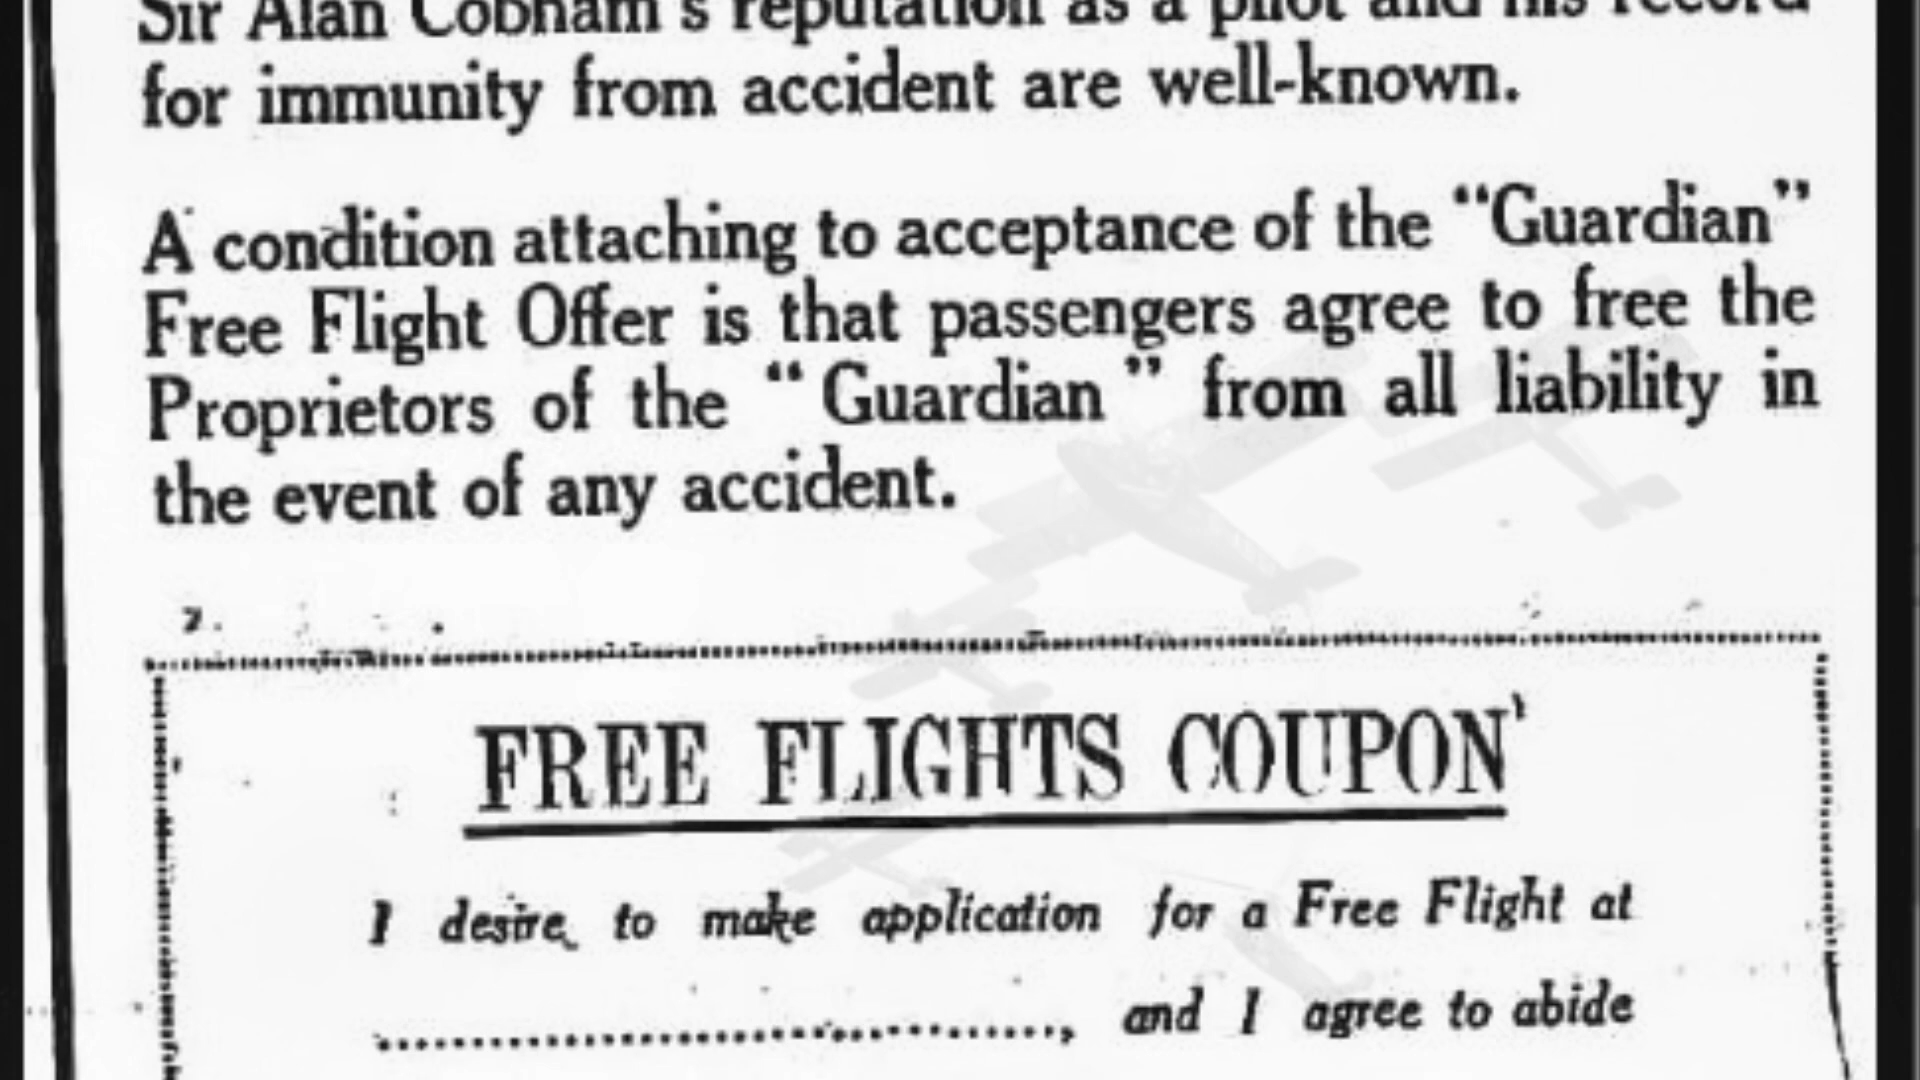 Sir Alan Cobham's reputation as a pilot and his record
for immunity from accident are well-known.
A condition attaching to acceptance of the "Guardian"
Free Flight Offer is that passengers agree to free the
Proprietors of the "Guardian" from all liability in
the event of any accident.
FREE FLIGHTS COUPON
I desire to make application for a Free Flight at
........................................, and I agree to abide